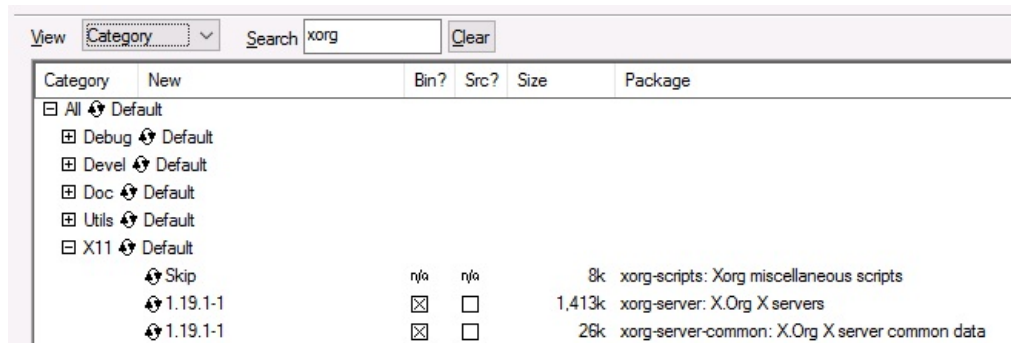 View Category Search xorg Clear
Category New Bin? Src? Size Package
All Default
Debug Default
Devel Default
Doc Default
Utils Default
X11 Default
Skip n/a n/a 8k xorg-scripts: Xorg miscellaneous scripts
1.19.1-1 1,413k xorg-server: X.Org X servers
1.19.1-1 26k xorg-server-common: X.Org X server common data